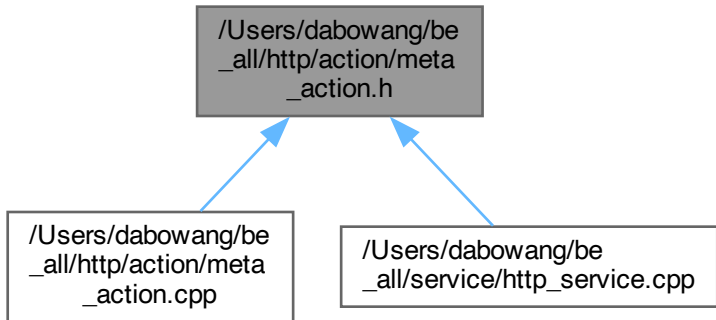 /Users/dabowang/be
_all/http/action/meta
_action.h
/Users/dabowang/be
_all/http/action/meta
_action.cpp
/Users/dabowang/be
_all/service/http_service.cpp